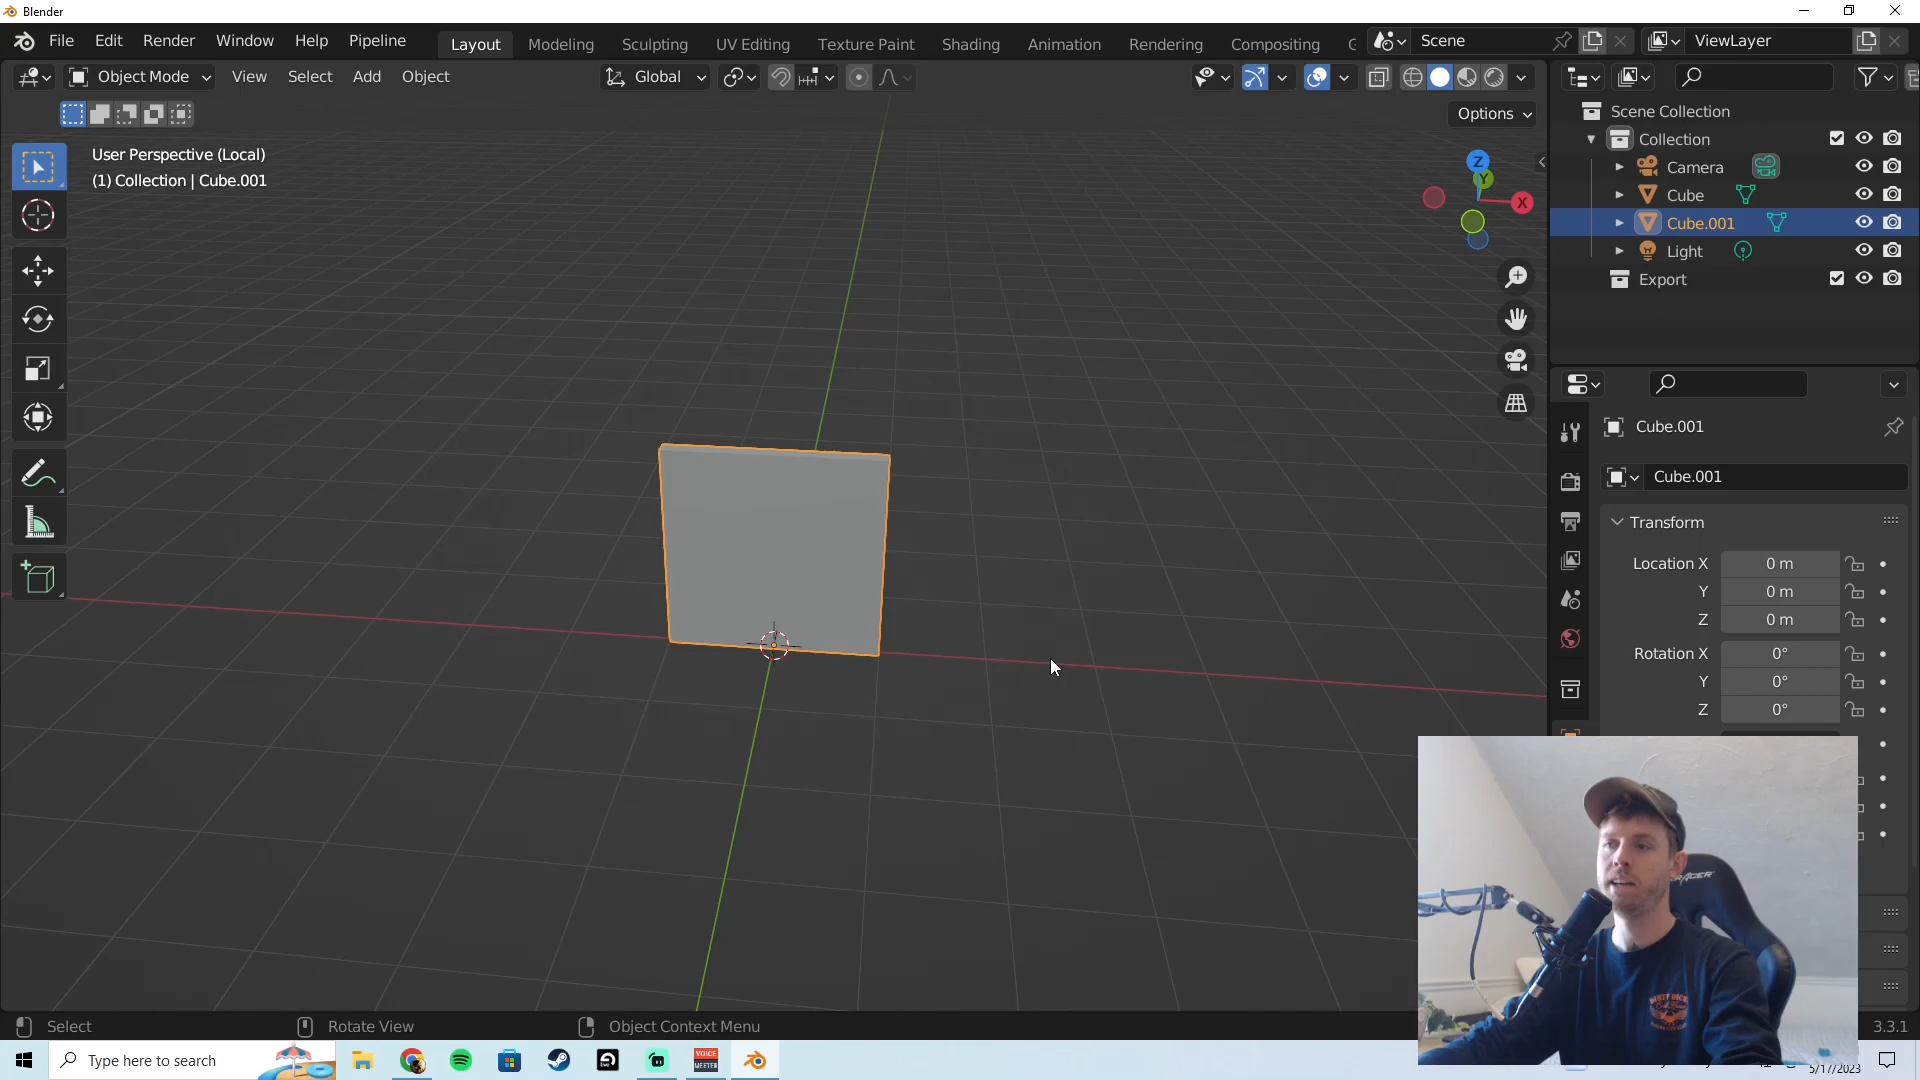 Blender
File Edit Render Window Help Pipeline
Layout Modeling Sculpting UV Editing Texture Paint Shading Animation Rendering Compositing
Scene
ViewLayer
Object Mode View Select Add Object
Global
Options
User Perspective (Local)
(1) Collection | Cube.001
Z
Y
X
Scene Collection
Collection
Camera
Cube
Cube.001
Light
Export
Cube.001
Cube.001
Transform
Location X 0 m
Y 0 m
Z 0 m
Rotation X 0°
Y 0°
Z 0°
Select
Rotate View
Object Context Menu
3.3.1
Type here to search
VOICE
MEETER
5/17/2023